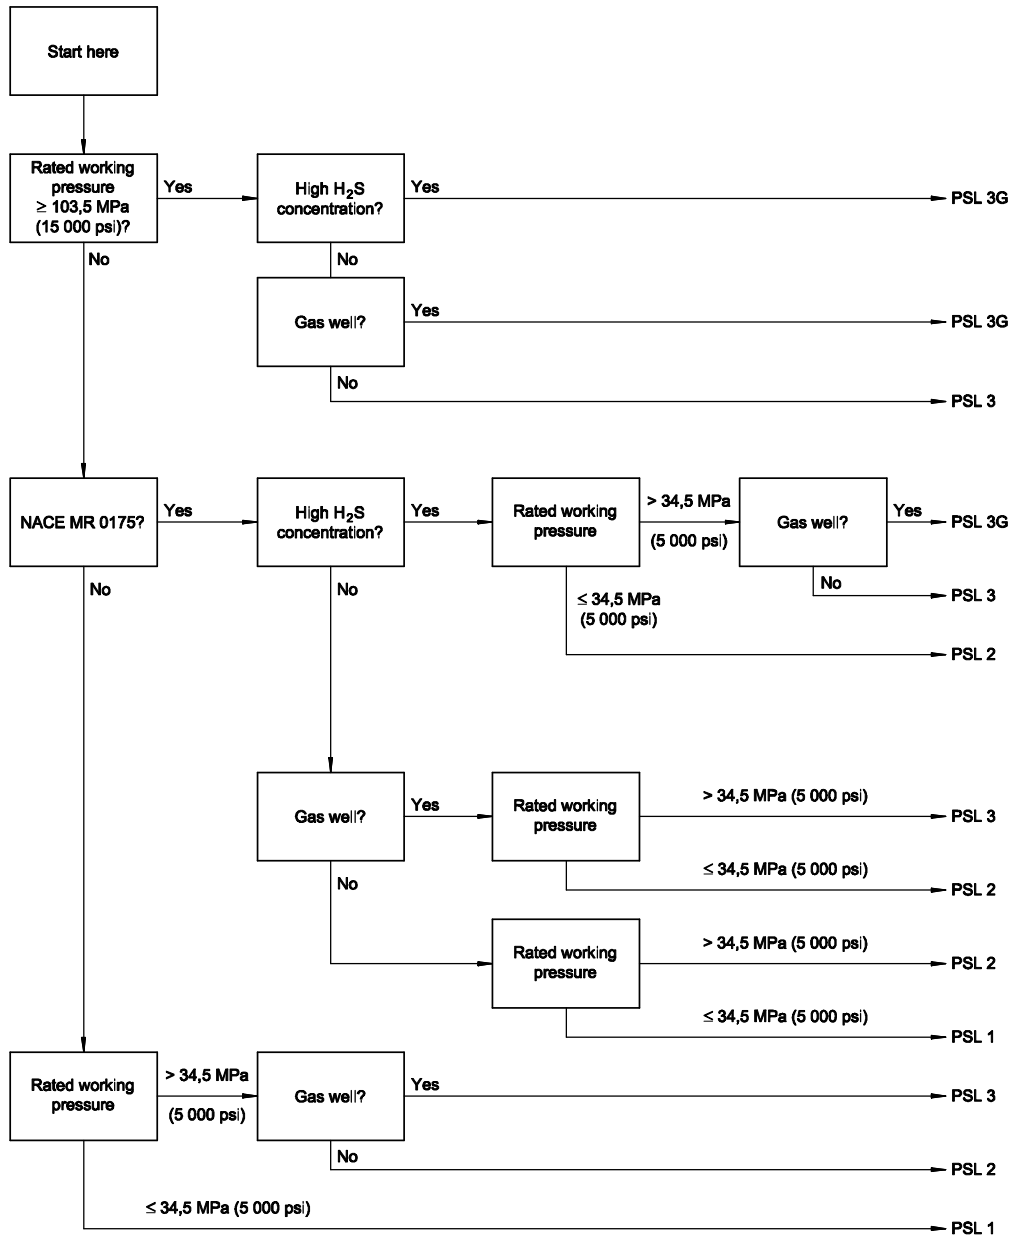 Start here
Rated working
pressure
≥ 103,5 MPa
(15 000 psi)?
Yes
High H₂S
concentration?
Yes
PSL 3G
No
No
Gas well?
Yes
PSL 3G
No
PSL 3
NACE MR 0175?
Yes
High H₂S
concentration?
Yes
Rated working
pressure
> 34,5 MPa
(5 000 psi)
Gas well?
Yes
PSL 3G
No
PSL 3
≤ 34,5 MPa
(5 000 psi)
PSL 2
No
No
Gas well?
Yes
Rated working
pressure
> 34,5 MPa (5 000 psi)
PSL 3
≤ 34,5 MPa (5 000 psi)
PSL 2
No
Rated working
pressure
> 34,5 MPa (5 000 psi)
PSL 2
≤ 34,5 MPa (5 000 psi)
PSL 1
Rated working
pressure
> 34,5 MPa
(5 000 psi)
Gas well?
Yes
PSL 3
No
PSL 2
≤ 34,5 MPa (5 000 psi)
PSL 1